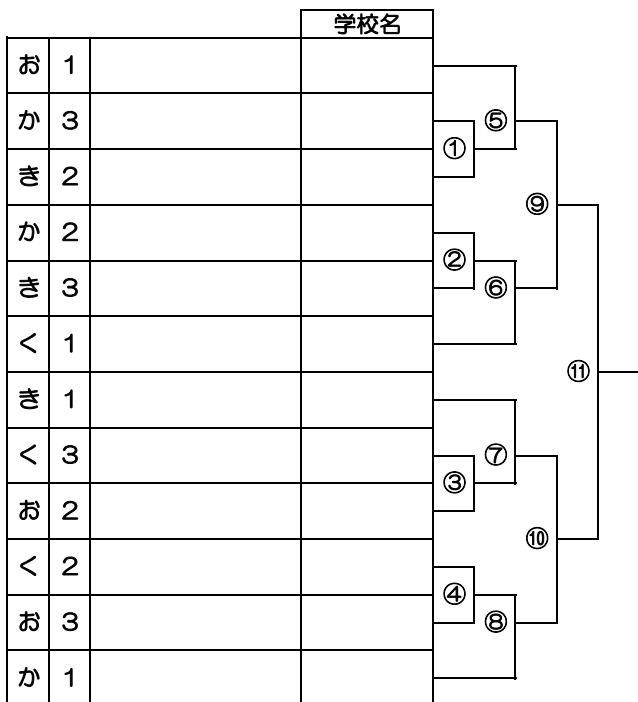 学校名
お 1
か 3
き 2
か 2
き 3
く 1
き 1
く 3
お 2
く 2
お 3
か 1
⑤
①
⑨
②
⑥
⑪
⑦
③
⑩
④
⑧